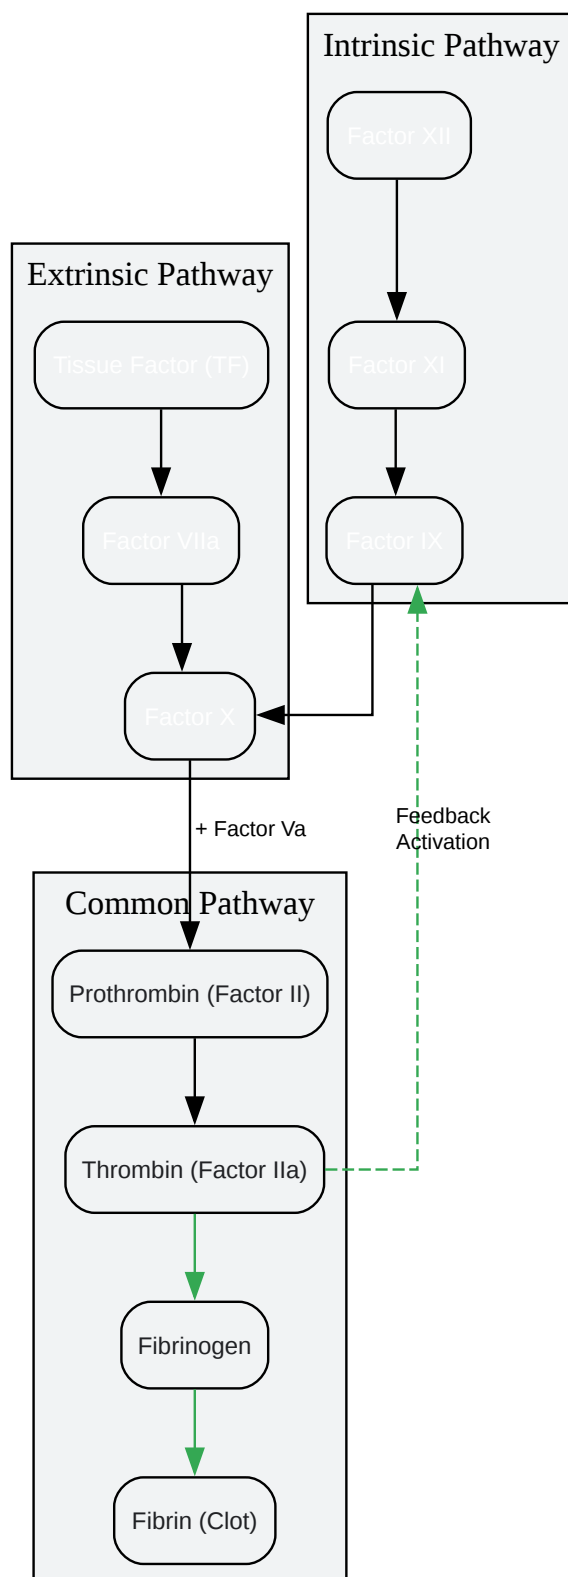 Intrinsic Pathway
Factor XII
Extrinsic Pathway
Tissue Factor (TF)
Factor XI
Factor VIIa
Factor IX
Factor X
+ Factor Va
Feedback
Activation
Common Pathway
Prothrombin (Factor II)
Thrombin (Factor IIa)
Fibrinogen
Fibrin (Clot)